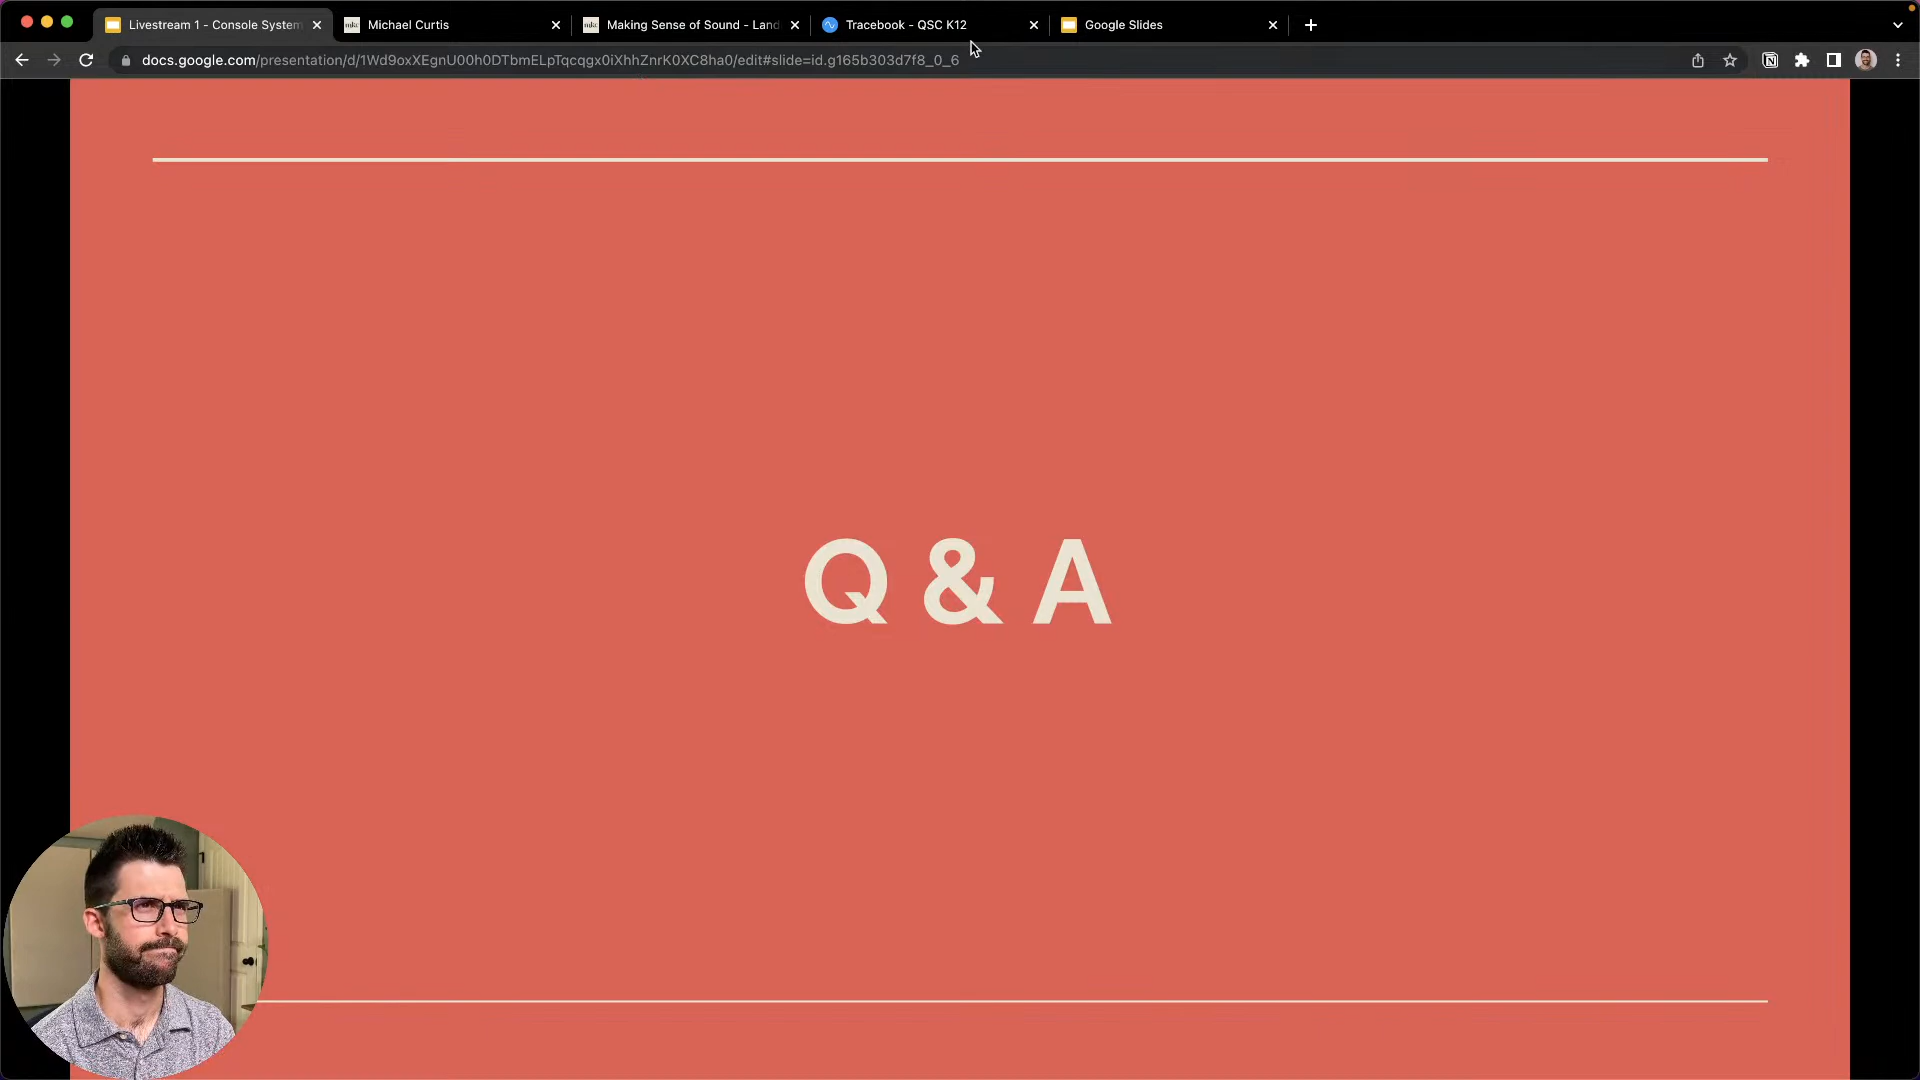 Livestream 1 - Console System
Michael Curtis
Making Sense of Sound - Land
Tracebook - QSC K12
Google Slides
docs.google.com/presentation/d/1Wd9oxXEgnU00h0DTbmELpTqcqgx0iXhhZnrK0XC8ha0/edit#slide=id.g165b303d7f8_0_6
Q & A